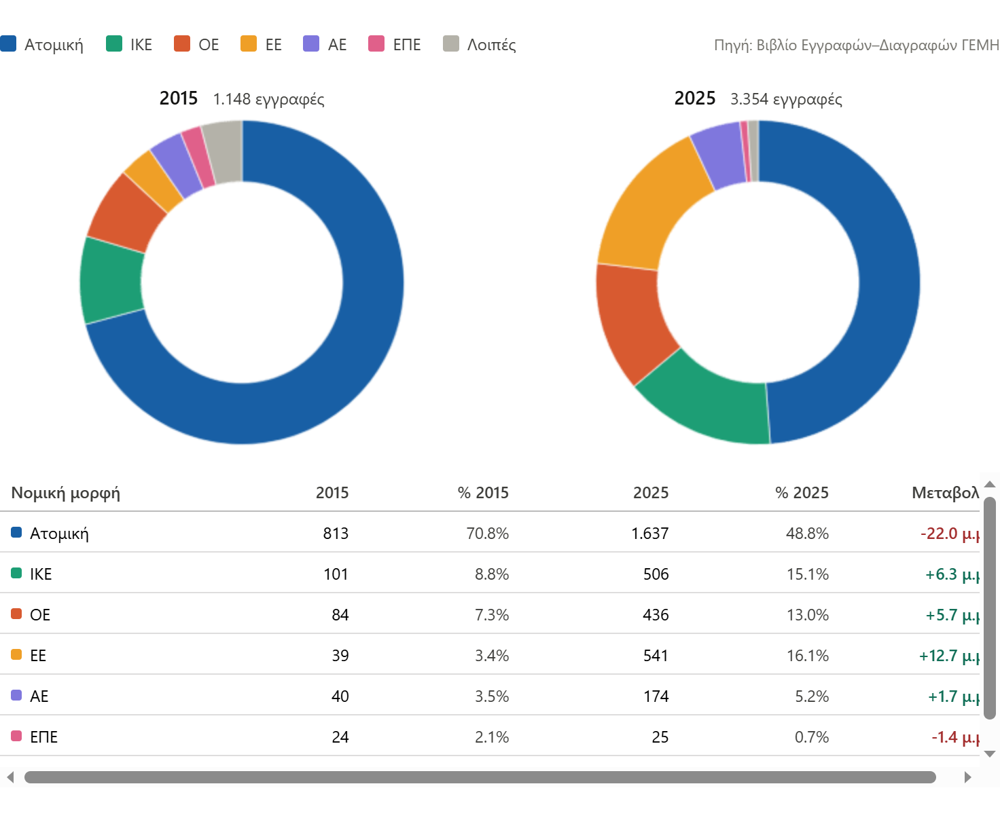 Ατομική ΙΚΕ ΟΕ ΕΕ ΑΕ ΕΠΕ Λοιπές Πηγή: Βιβλίο Εγγραφών–Διαγραφών ΓΕΜΗ
2015 1.148 εγγραφές
2025 3.354 εγγραφές
Νομική μορφή 2015 % 2015 2025 % 2025 Μεταβολ
Ατομική 813 70.8% 1.637 48.8% -22.0 μ.μ
ΙΚΕ 101 8.8% 506 15.1% +6.3 μ.μ
ΟΕ 84 7.3% 436 13.0% +5.7 μ.μ
ΕΕ 39 3.4% 541 16.1% +12.7 μ.μ
ΑΕ 40 3.5% 174 5.2% +1.7 μ.μ
ΕΠΕ 24 2.1% 25 0.7% -1.4 μ.μ